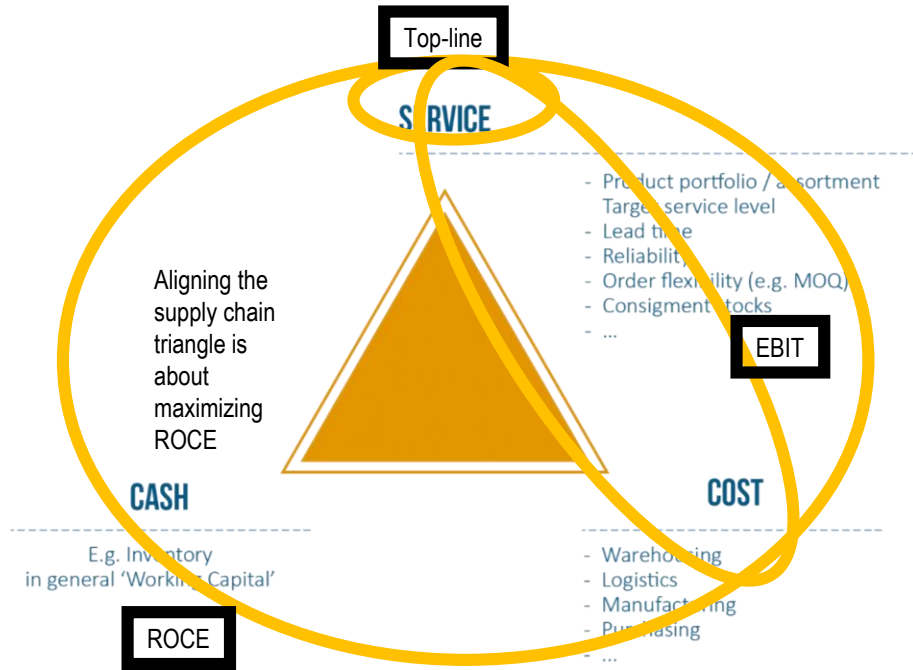 Top-line
SERVICE
- Product portfolio / assortment
Target service level
- Lead time
- Reliability
- Order flexibility (e.g. MOQ)
- Consigment stocks
- ...
EBIT
Aligning the
supply chain
triangle is
about
maximizing
ROCE
CASH
E.g. Inventory
in general ‘Working Capital’
ROCE
COST
- Warehousing
- Logistics
- Manufacturing
- Purchasing
- ...